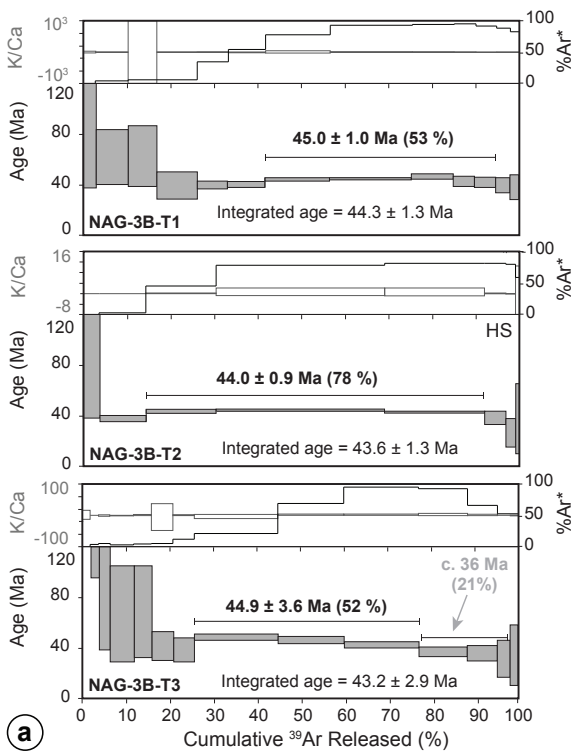 10³
-10³
K/Ca
100
50
0
%Ar*
120
80
40
0
Age (Ma)
45.0 ± 1.0 Ma (53 %)
Integrated age = 44.3 ± 1.3 Ma
NAG-3B-T1
16
-8
K/Ca
100
50
0
%Ar*
HS
120
80
40
0
Age (Ma)
44.0 ± 0.9 Ma (78 %)
Integrated age = 43.6 ± 1.3 Ma
NAG-3B-T2
100
-100
K/Ca
100
50
0
%Ar*
120
80
40
0
Age (Ma)
c. 36 Ma
(21%)
44.9 ± 3.6 Ma (52 %)
Integrated age = 43.2 ± 2.9 Ma
NAG-3B-T3
0 10 20 30 40 50 60 70 80 90 100
Cumulative ³⁹Ar Released (%)
a